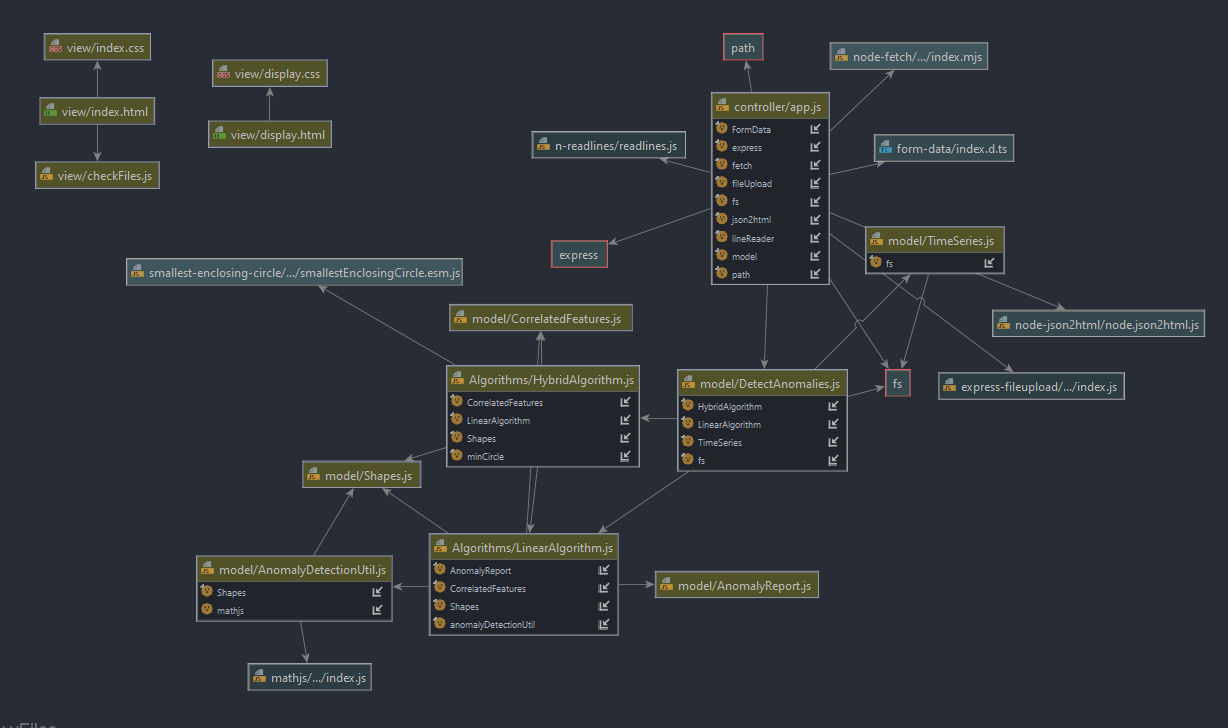 view/index.css
view/index.html
view/checkFiles.js
view/display.css
view/display.html
path
node-fetch/.../index.mjs
controller/app.js
FormData
express
fetch
fileUpload
fs
json2html
lineReader
model
path
n-readlines/readlines.js
form-data/index.d.ts
express
model/TimeSeries.js
fs
smallest-enclosing-circle/.../smallestEnclosingCircle.esm.js
model/CorrelatedFeatures.js
node-json2html/node.json2html.js
Algorithms/HybridAlgorithm.js
CorrelatedFeatures
LinearAlgorithm
Shapes
minCircle
model/DetectAnomalies.js
HybridAlgorithm
LinearAlgorithm
TimeSeries
fs
fs
express-fileupload/.../index.js
model/Shapes.js
Algorithms/LinearAlgorithm.js
AnomalyReport
CorrelatedFeatures
Shapes
anomalyDetectionUtil
model/AnomalyDetectionUtil.js
Shapes
mathjs
model/AnomalyReport.js
mathjs/.../index.js